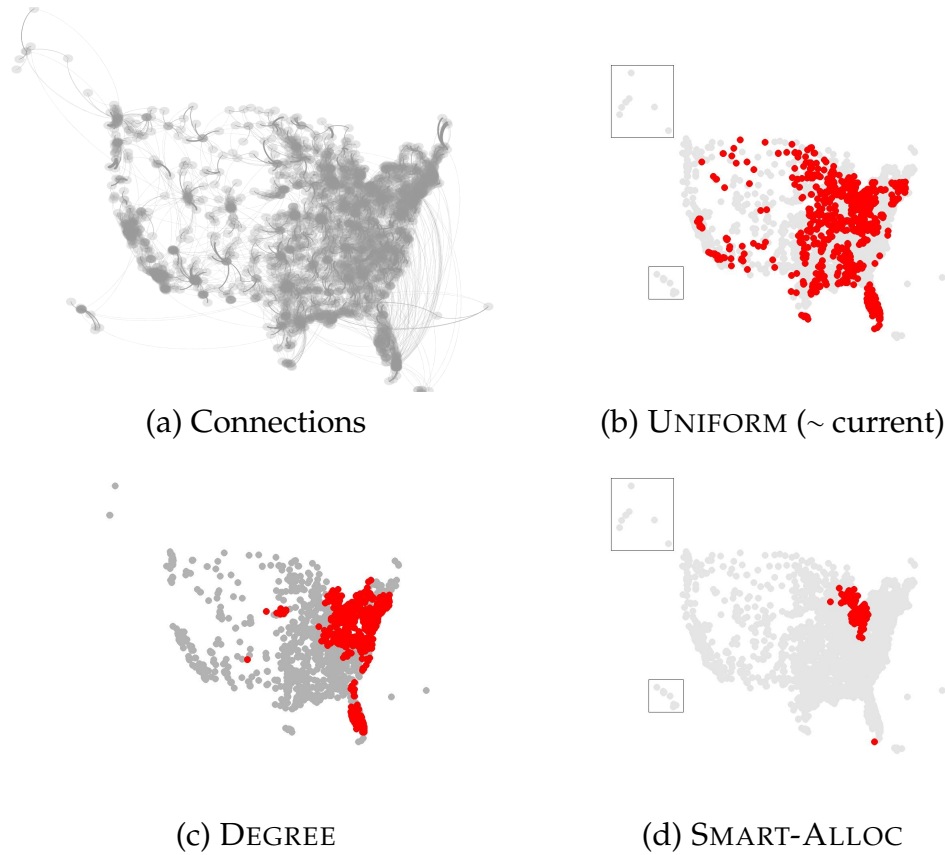 (a) Connections
(b) UNIFORM (~ current)
(c) DEGREE
(d) SMART-ALLOC